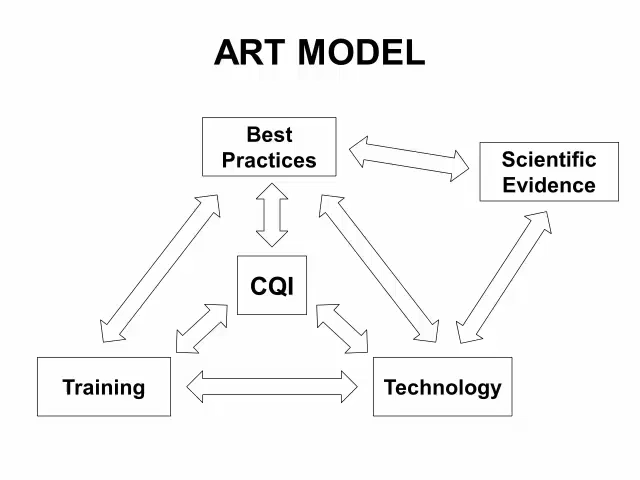 ART MODEL
Best
Practices
Scientific
Evidence
CQI
Training
Technology